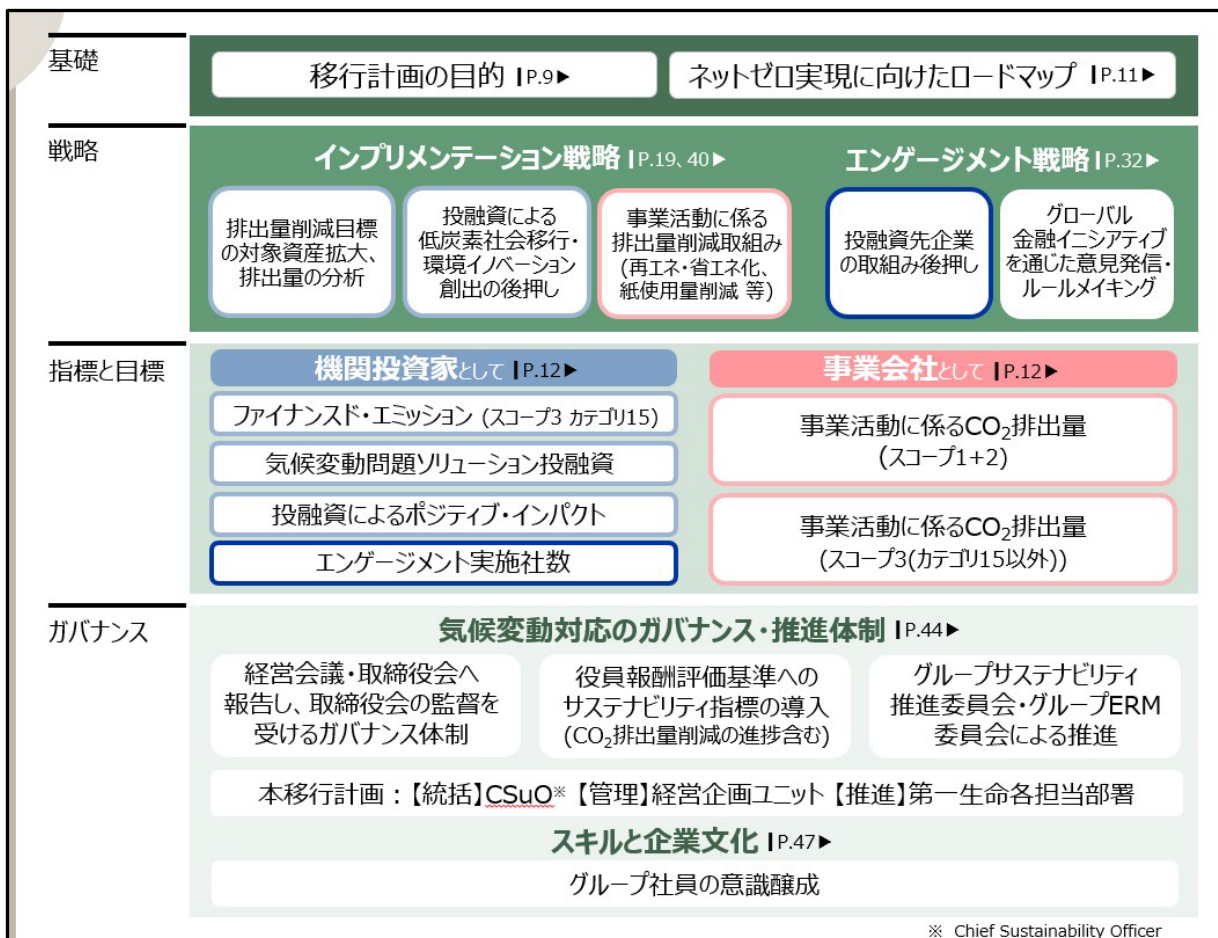 基礎
移行計画の目的 | P.9▶
ネットゼロ実現に向けたロードマップ | P.11▶
戦略
インプリメンテーション戦略 | P.19、40▶
排出量削減目標
の対象資産拡大、
排出量の分析
投融資による
低炭素社会移行・
環境イノベーション
創出の後押し
事業活動に係る
排出量削減取組み
(再エネ・省エネ化、
紙使用量削減 等)
エンゲージメント戦略 | P.32▶
投融資先企業
の取組み後押し
グローバル
金融イニシアティブ
を通じた意見発信・
ルールメイキング
指標と目標
機関投資家として | P.12▶
ファイナンスド・エミッション (スコープ3 カテゴリ15)
気候変動問題ソリューション投融資
投融資によるポジティブ・インパクト
エンゲージメント実施社数
事業会社として | P.12▶
事業活動に係るCO₂排出量
(スコープ1+2)
事業活動に係るCO₂排出量
(スコープ3(カテゴリ15以外))
ガバナンス
気候変動対応のガバナンス・推進体制 | P.44▶
経営会議・取締役会へ
報告し、取締役会の監督を
受けるガバナンス体制
役員報酬評価基準への
サステナビリティ指標の導入
(CO₂排出量削減の進捗含む)
グループサステナビリティ
推進委員会・グループERM
委員会による推進
本移行計画：【統括】CSuO※【管理】経営企画ユニット【推進】第一生命各担当部署
スキルと企業文化 | P.47▶
グループ社員の意識醸成
※ Chief Sustainability Officer